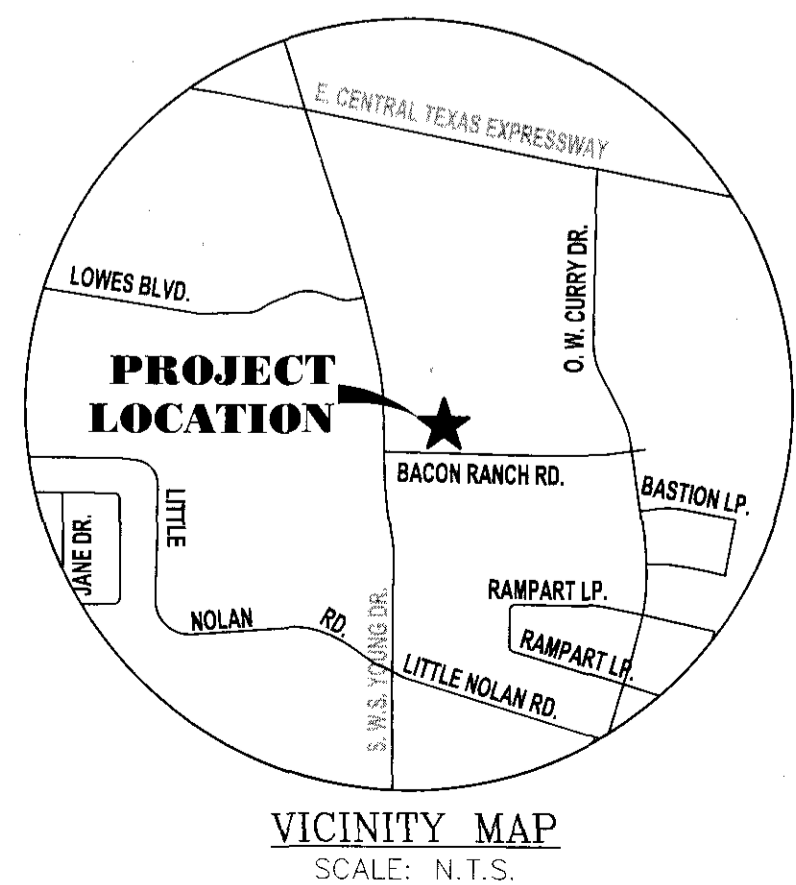 E. CENTRAL TEXAS EXPRESSWAY
LOWES BLVD.
O. W. CURRY DR.
PROJECT
LOCATION
BACON RANCH RD.
BASTION LP.
LITTLE
JANE DR.
RAMPART LP.
NOLAN
RD.
RAMPART LP.
S. W.S. YOUNG DR.
LITTLE NOLAN RD.
VICINITY MAP
SCALE: N.T.S.